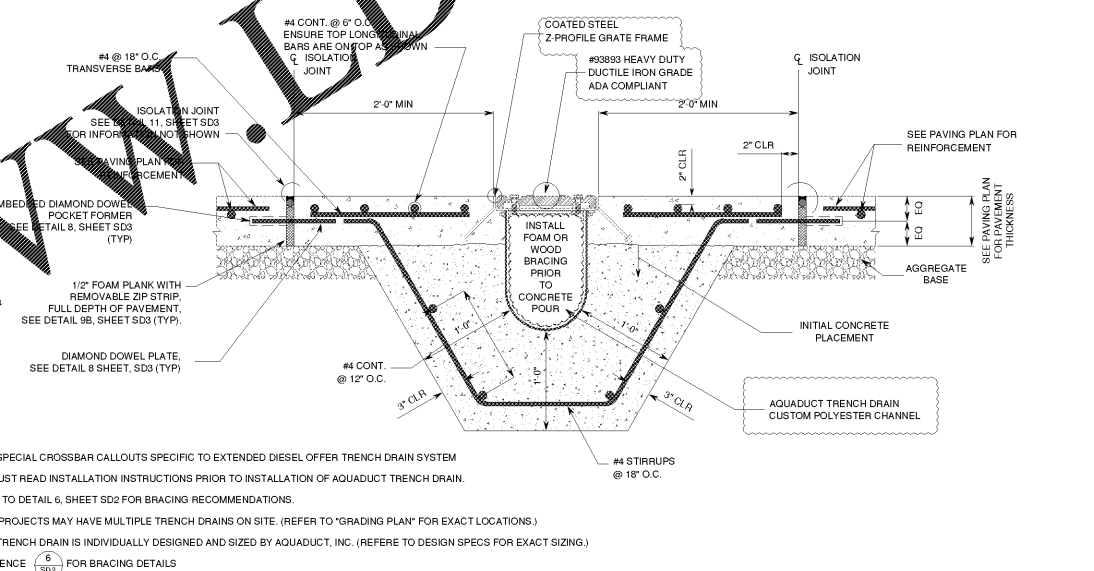 #4 CONT. @ 6" O.C.
ENSURE TOP LONGITUDINAL
BARS ARE ON TOP AS SHOWN
℄ ISOLATION
JOINT
COATED STEEL
Z-PROFILE GRATE FRAME
#93893 HEAVY DUTY
DUCTILE IRON GRADE
ADA COMPLIANT
℄ ISOLATION
JOINT
#4 @ 18" O.C.
TRANSVERSE BARS
2'-0" MIN
2'-0" MIN
ISOLATION JOINT
SEE DETAIL 11, SHEET SD3
FOR INFORMATION NOT SHOWN
SEE PAVING PLAN FOR
REINFORCEMENT
2" CLR
2" CLR
SEE PAVING PLAN FOR
REINFORCEMENT
EMBEDDED DIAMOND DOWEL
POCKET FORMER
SEE DETAIL 8, SHEET SD3
(TYP)
EQ
EQ
SEE PAVING PLAN
FOR PAVEMENT
THICKNESS
INSTALL
FOAM OR
WOOD
BRACING
PRIOR
TO
CONCRETE
POUR
AGGREGATE
BASE
1/2" FOAM PLANK WITH
REMOVABLE ZIP STRIP,
FULL DEPTH OF PAVEMENT,
SEE DETAIL 9B, SHEET SD3 (TYP).
1'-0"
1'-0"
1'-0"
INITIAL CONCRETE
PLACEMENT
DIAMOND DOWEL PLATE,
SEE DETAIL 8 SHEET, SD3 (TYP)
#4 CONT.
@ 12" O.C.
3" CLR
3" CLR
AQUADUCT TRENCH DRAIN
CUSTOM POLYESTER CHANNEL
#4 STIRRUPS
@ 18" O.C.
SPECIAL CROSSBAR CALLOUTS SPECIFIC TO EXTENDED DIESEL OFFER TRENCH DRAIN SYSTEM
UST READ INSTALLATION INSTRUCTIONS PRIOR TO INSTALLATION OF AQUADUCT TRENCH DRAIN.
TO DETAIL 6, SHEET SD2 FOR BRACING RECOMMENDATIONS.
PROJECTS MAY HAVE MULTIPLE TRENCH DRAINS ON SITE. (REFER TO "GRADING PLAN" FOR EXACT LOCATIONS.)
TRENCH DRAIN IS INDIVIDUALLY DESIGNED AND SIZED BY AQUADUCT, INC. (REFERE TO DESIGN SPECS FOR EXACT SIZING.)
ENCE 6 FOR BRACING DETAILS
SD2